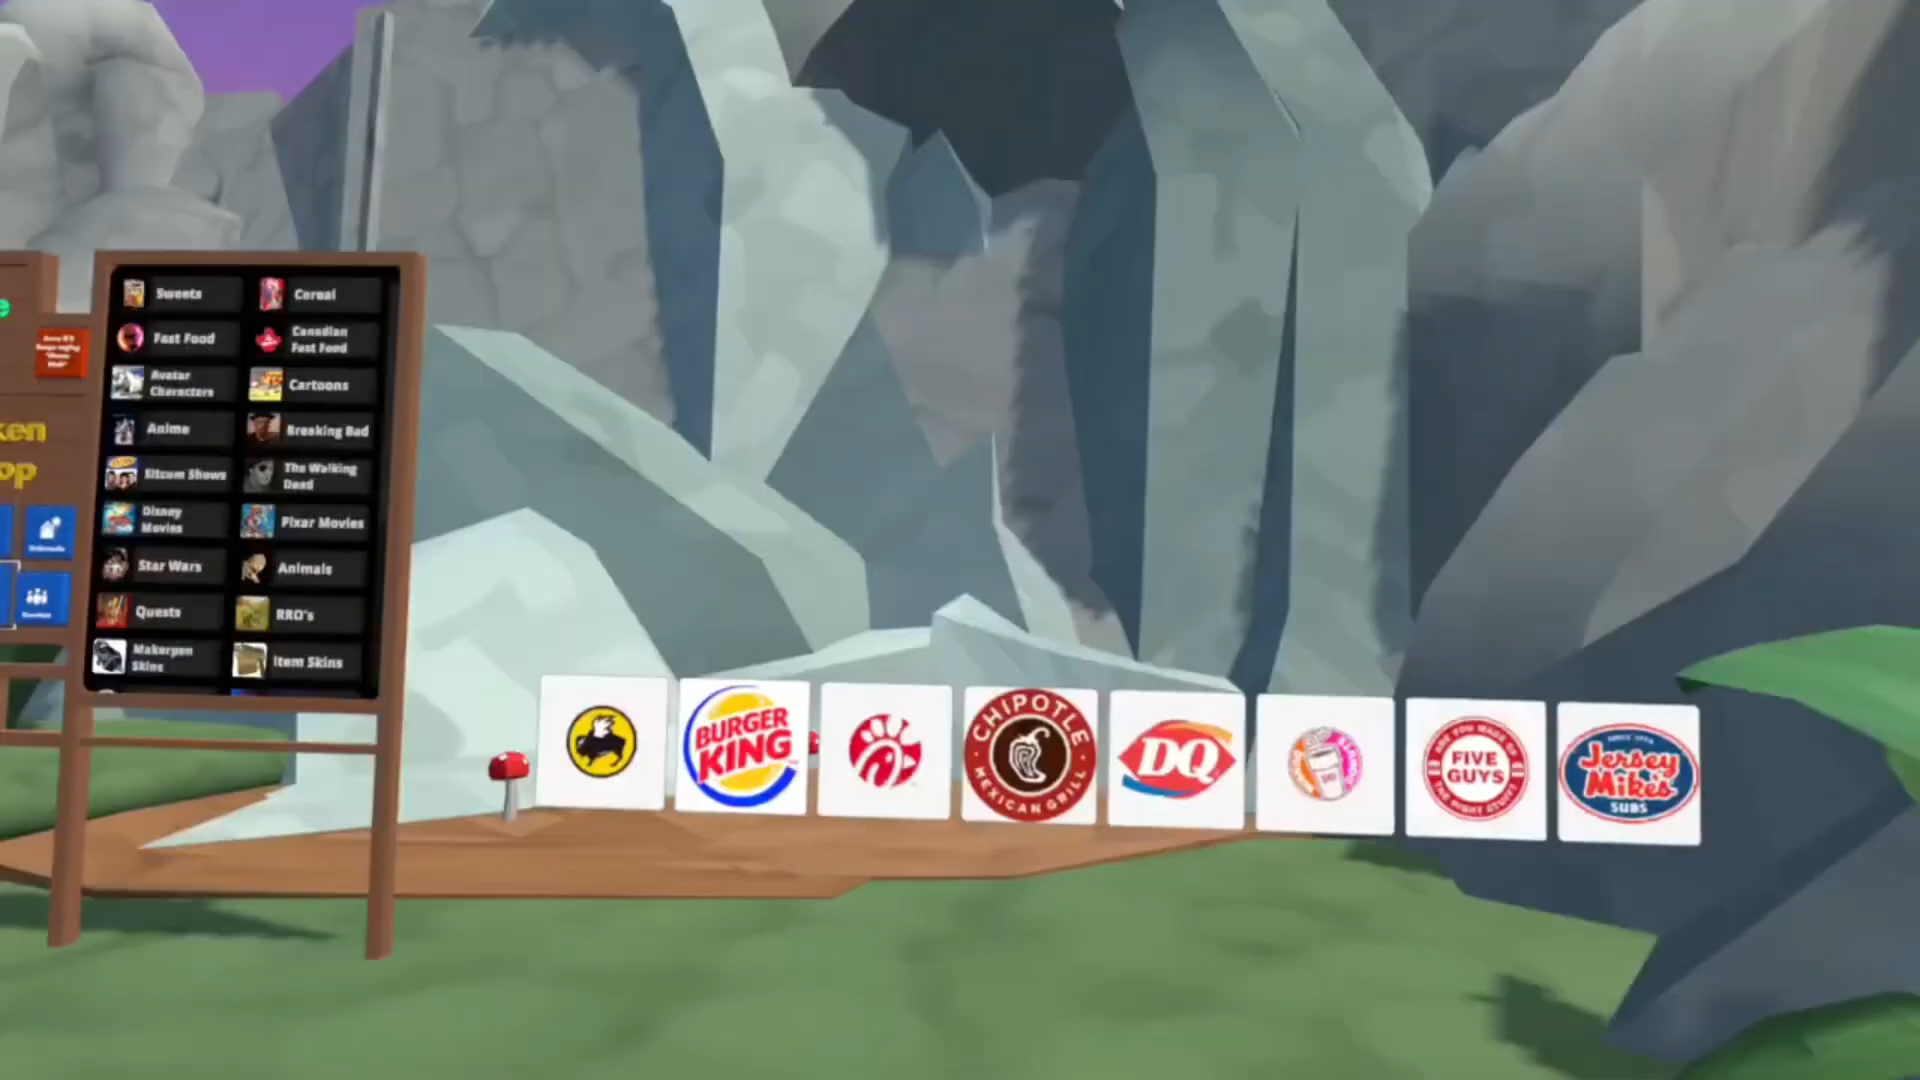 Sweets
Cereal
Fast Food
Canadian
Fast Food
Avatar
Characters
Cartoons
Anime
Breaking Bad
Sitcum Shows
The Walking
Dead
Disney
Movies
Pixar Movies
Star Wars
Animals
Quests
RRO's
Makerpen
Skins
Item Skins
ken
op
BURGER
KING
CHIPOTLE
MEXICAN GRILL
DQ
FIVE
GUYS
Jersey
Mike's
SUBS